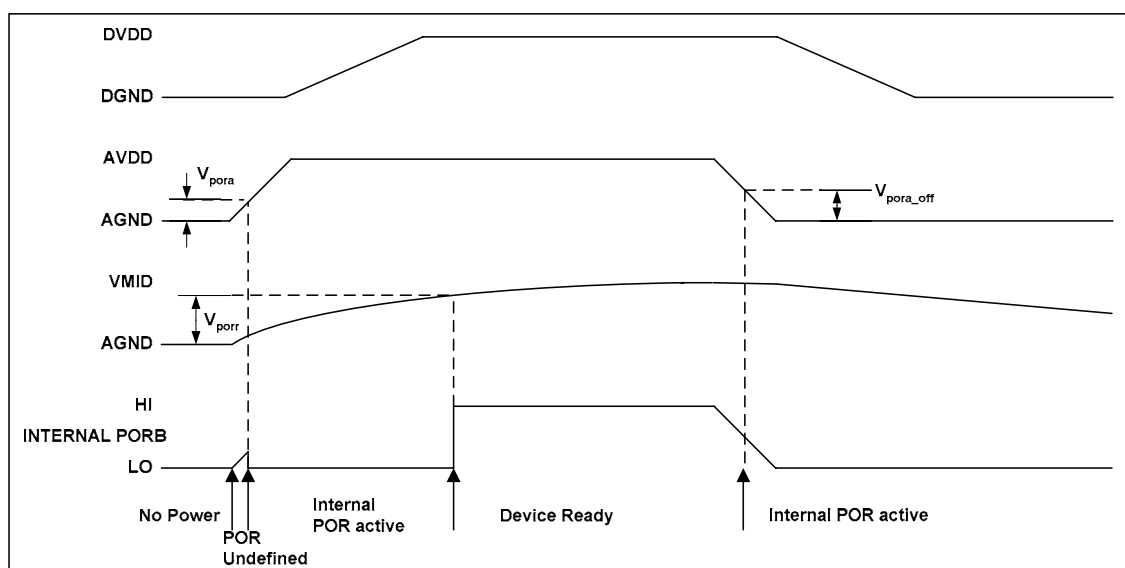 DVDD
DGND
AVDD
Vpora
Vpora_off
AGND
VMID
Vporr
AGND
HI
INTERNAL PORB
LO
No Power
POR
Undefined
Internal
POR active
Device Ready
Internal POR active